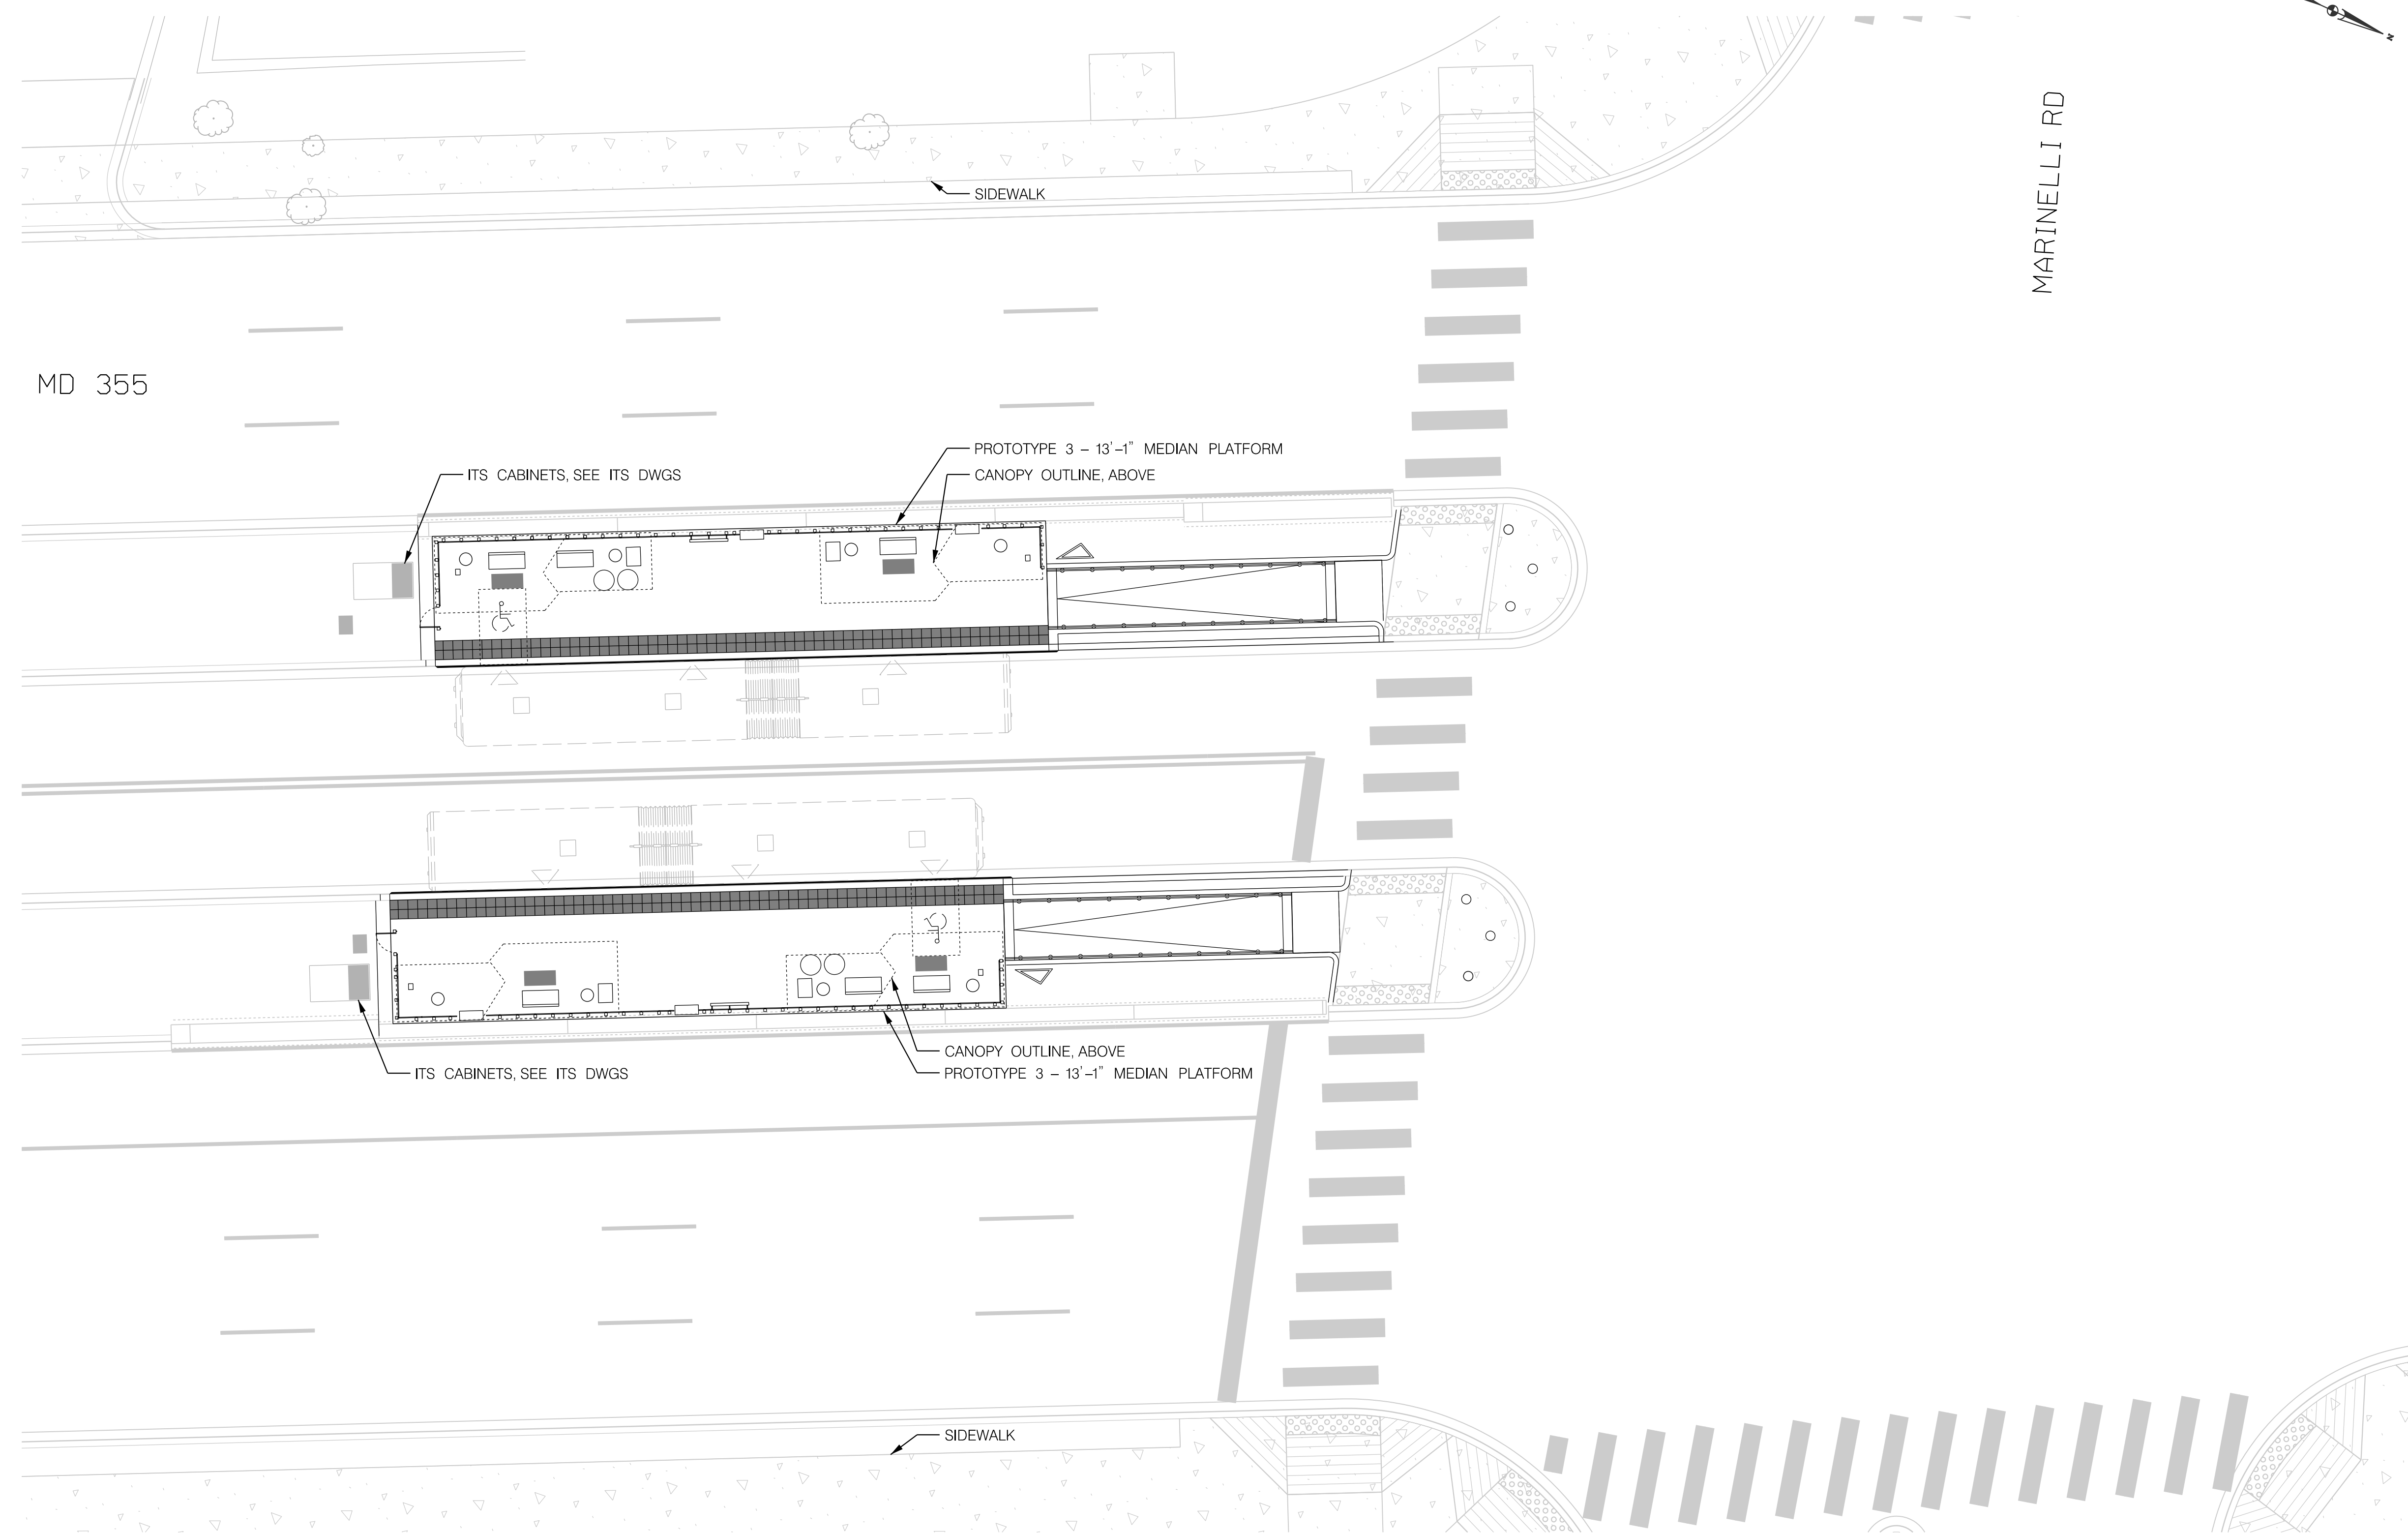 N
MARINELLI RD
SIDEWALK
MD 355
PROTOTYPE 3 – 13'–1" MEDIAN PLATFORM
ITS CABINETS, SEE ITS DWGS
CANOPY OUTLINE, ABOVE
CANOPY OUTLINE, ABOVE
ITS CABINETS, SEE ITS DWGS
PROTOTYPE 3 – 13'–1" MEDIAN PLATFORM
SIDEWALK